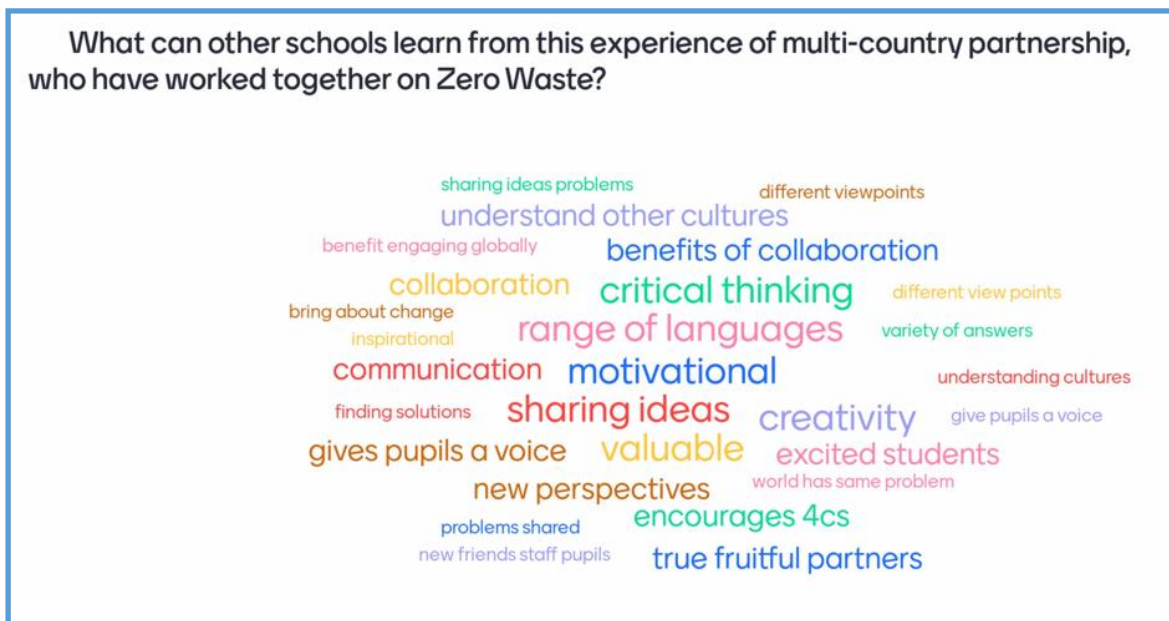 What can other schools learn from this experience of multi-country partnership,
who have worked together on Zero Waste?
sharing ideas problems
different viewpoints
understand other cultures
benefit engaging globally
benefits of collaboration
collaboration
critical thinking
different view points
bring about change
range of languages
variety of answers
inspirational
communication
motivational
understanding cultures
finding solutions
sharing ideas
creativity
give pupils a voice
gives pupils a voice
valuable
excited students
new perspectives
world has same problem
encourages 4cs
problems shared
new friends staff pupils
true fruitful partners